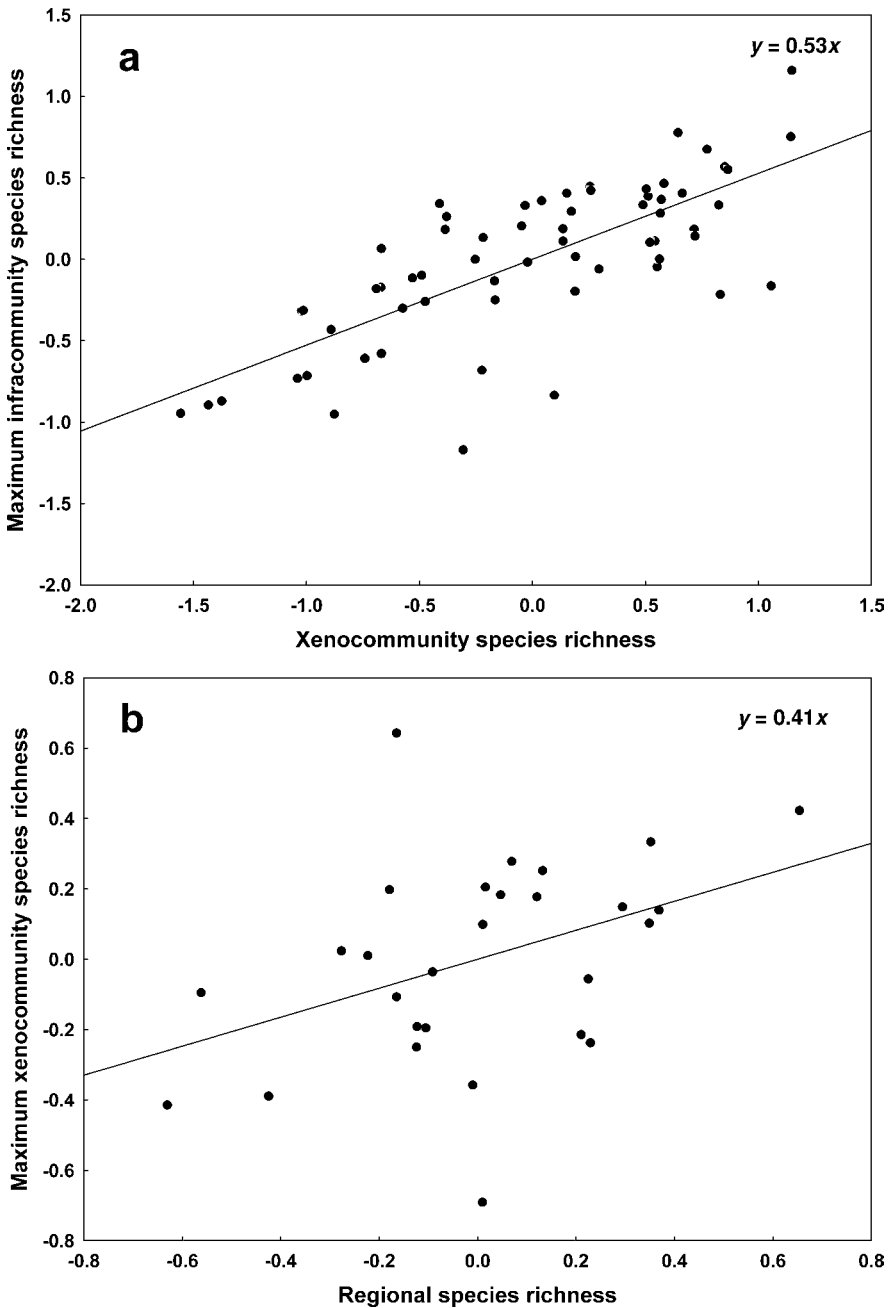 a
y = 0.53x
Maximum infracommunity species richness
1.5
1.0
0.5
0.0
-0.5
-1.0
-1.5
-2.0
-2.0 -1.5 -1.0 -0.5 0.0 0.5 1.0 1.5
Xenocommunity species richness
b
y = 0.41x
Maximum xenocommunity species richness
0.8
0.6
0.4
0.2
0.0
-0.2
-0.4
-0.6
-0.8
-0.8 -0.6 -0.4 -0.2 0.0 0.2 0.4 0.6 0.8
Regional species richness